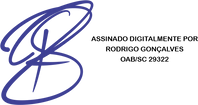 ASSINADO DIGITALMENTE POR
RODRIGO GONÇALVES
OAB/SC 29322